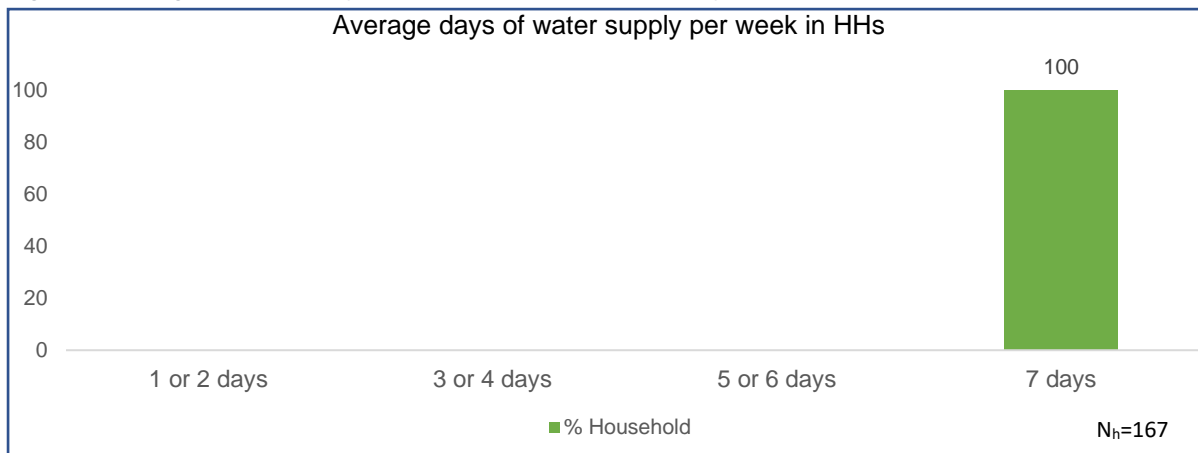 Average days of water supply per week in HHs
100
100
80
60
40
20
0
1 or 2 days 3 or 4 days 5 or 6 days 7 days
% Household
Nₕ=167